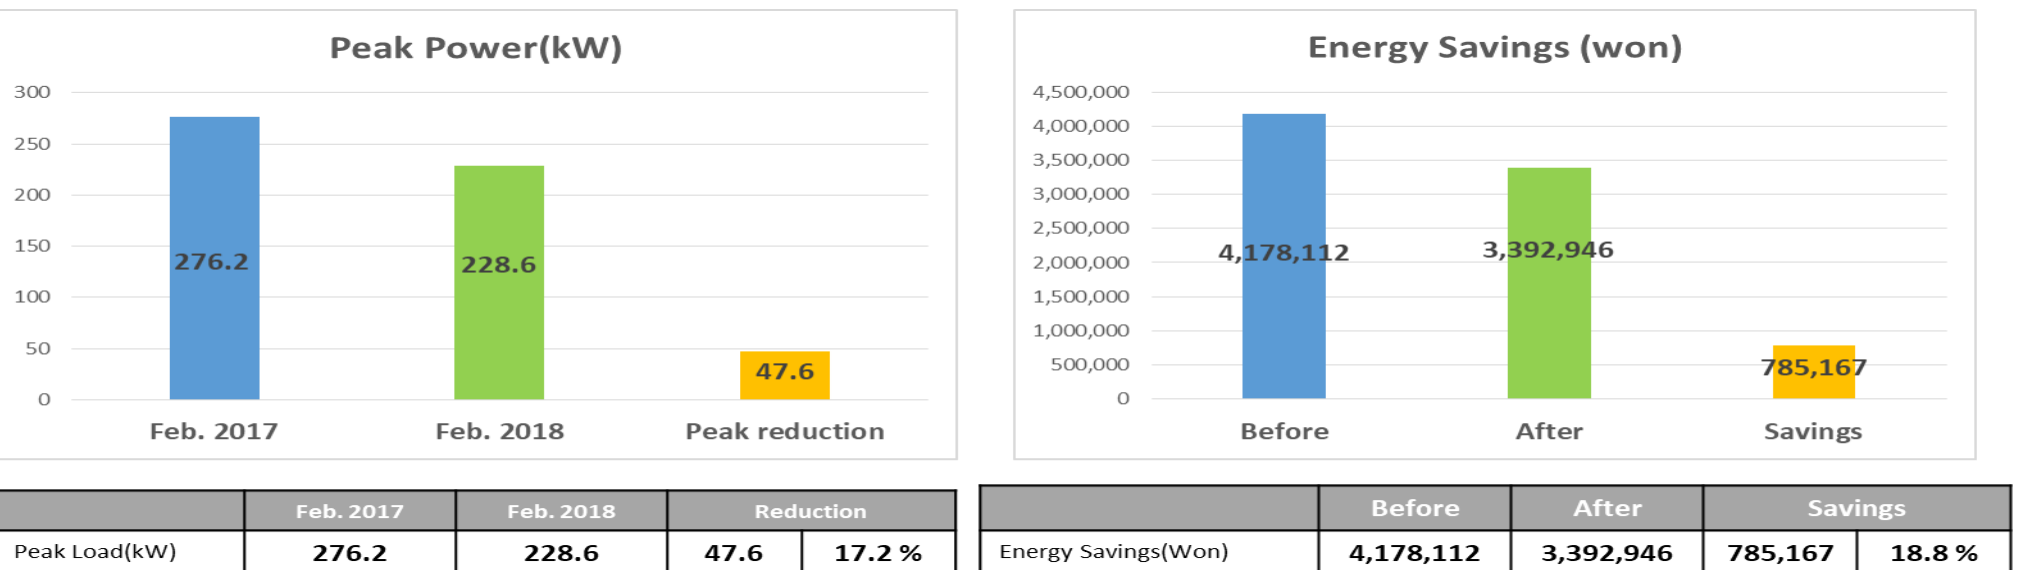 Peak Power(kW)
300
250
200
150
100
50
0
276.2
228.6
47.6
Feb. 2017
Feb. 2018
Peak reduction
Energy Savings (won)
4,500,000
4,000,000
3,500,000
3,000,000
2,500,000
2,000,000
1,500,000
1,000,000
500,000
0
4,178,112
3,392,946
785,167
Before
After
Savings
Feb. 2017 Feb. 2018 Reduction
Peak Load(kW) 276.2 228.6 47.6 17.2 %
Before After Savings
Energy Savings(Won) 4,178,112 3,392,946 785,167 18.8 %